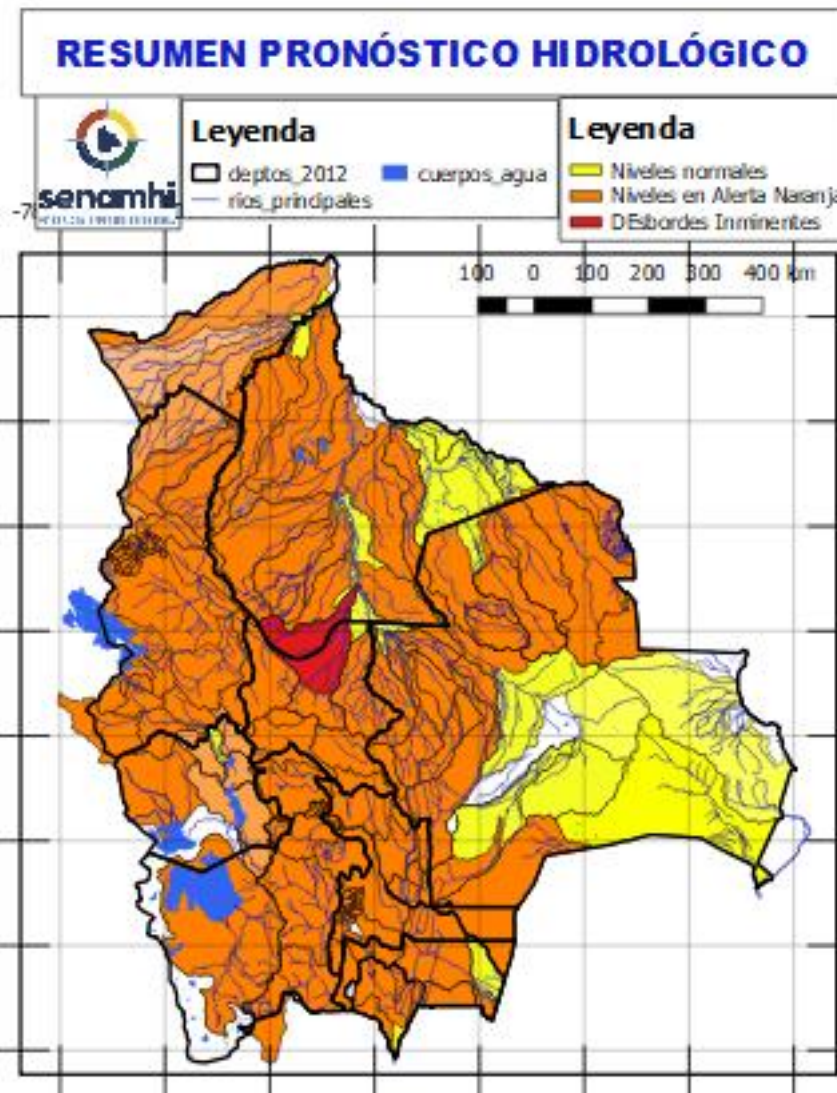 RESUMEN PRONÓSTICO HIDROLÓGICO
senamhi
Leyenda
deptos_2012
cuerpos_agua
rios_principales
Leyenda
Niveles normales
Niveles en Alerta Naranja
DEsbordes Inminentes
100 0 100 200 300 400 km